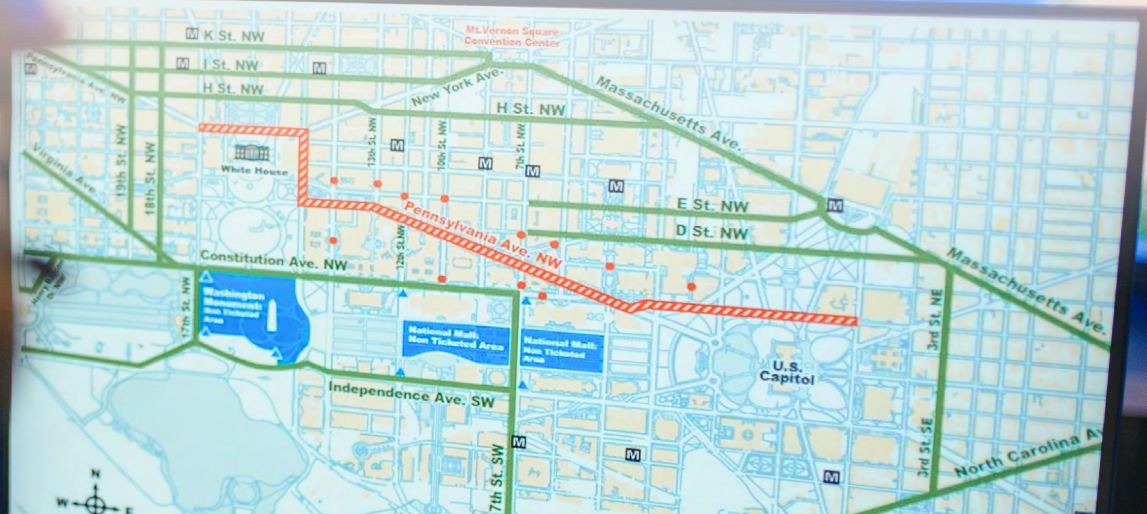 Mt. Vernon Square
Convention Center
M
K St. NW
M
I St. NW
M
M
H St. NW
Pennsylvania Ave. NW
New York Ave.
H St. NW
Massachusetts Ave.
19th St. NW
18th St. NW
13th St. NW
10th St. NW
7th St. NW
M
M
M
M
White House
Virginia Ave.
Pennsylvania Ave. NW
12th St. NW
E St. NW
M
D St. NW
Constitution Ave. NW
Massachusetts Ave.
17th St. NW
Washington
Monument:
Non Ticketed
Area
National Mall:
Non Ticketed Area
National Mall:
Non Ticketed
Area
3rd St. NE
U.S.
Capitol
Independence Ave. SW
7th St. SW
M
M
M
3rd St. SE
North Carolina Av
N
W
E